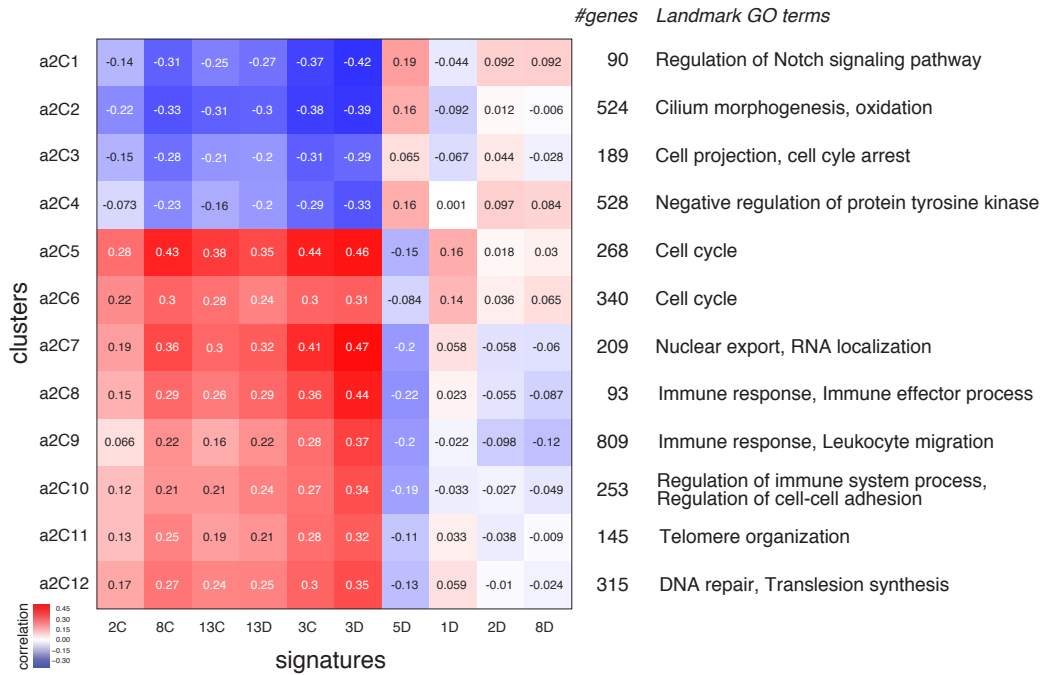 #genes Landmark GO terms
a2C1 -0.14 -0.31 -0.25 -0.27 -0.37 -0.42 0.19 -0.044 0.092 0.092 90 Regulation of Notch signaling pathway
a2C2 -0.22 -0.33 -0.31 -0.3 -0.38 -0.39 0.16 -0.092 0.012 -0.006 524 Cilium morphogenesis, oxidation
a2C3 -0.15 -0.28 -0.21 -0.2 -0.31 -0.29 0.065 -0.067 0.044 -0.028 189 Cell projection, cell cyle arrest
a2C4 -0.073 -0.23 -0.16 -0.2 -0.29 -0.33 0.16 0.001 0.097 0.084 528 Negative regulation of protein tyrosine kinase
a2C5 0.28 0.43 0.38 0.35 0.44 0.46 -0.15 0.16 0.018 0.03 268 Cell cycle
a2C6 0.22 0.3 0.28 0.24 0.3 0.31 -0.084 0.14 0.036 0.065 340 Cell cycle
clusters
a2C7 0.19 0.36 0.3 0.32 0.41 0.47 -0.2 0.058 -0.058 -0.06 209 Nuclear export, RNA localization
a2C8 0.15 0.29 0.26 0.29 0.36 0.44 -0.22 0.023 -0.055 -0.087 93 Immune response, Immune effector process
a2C9 0.066 0.22 0.16 0.22 0.28 0.37 -0.2 -0.022 -0.098 -0.12 809 Immune response, Leukocyte migration
a2C10 0.12 0.21 0.21 0.24 0.27 0.34 -0.19 -0.033 -0.027 -0.049 253 Regulation of immune system process,
Regulation of cell-cell adhesion
a2C11 0.13 0.25 0.19 0.21 0.28 0.32 -0.11 0.033 -0.038 -0.009 145 Telomere organization
a2C12 0.17 0.27 0.24 0.25 0.3 0.35 -0.13 0.059 -0.01 -0.024 315 DNA repair, Translesion synthesis
2C 8C 13C 13D 3C 3D 5D 1D 2D 8D
signatures
correlation
0.45
0.30
0.15
0.00
-0.15
-0.30